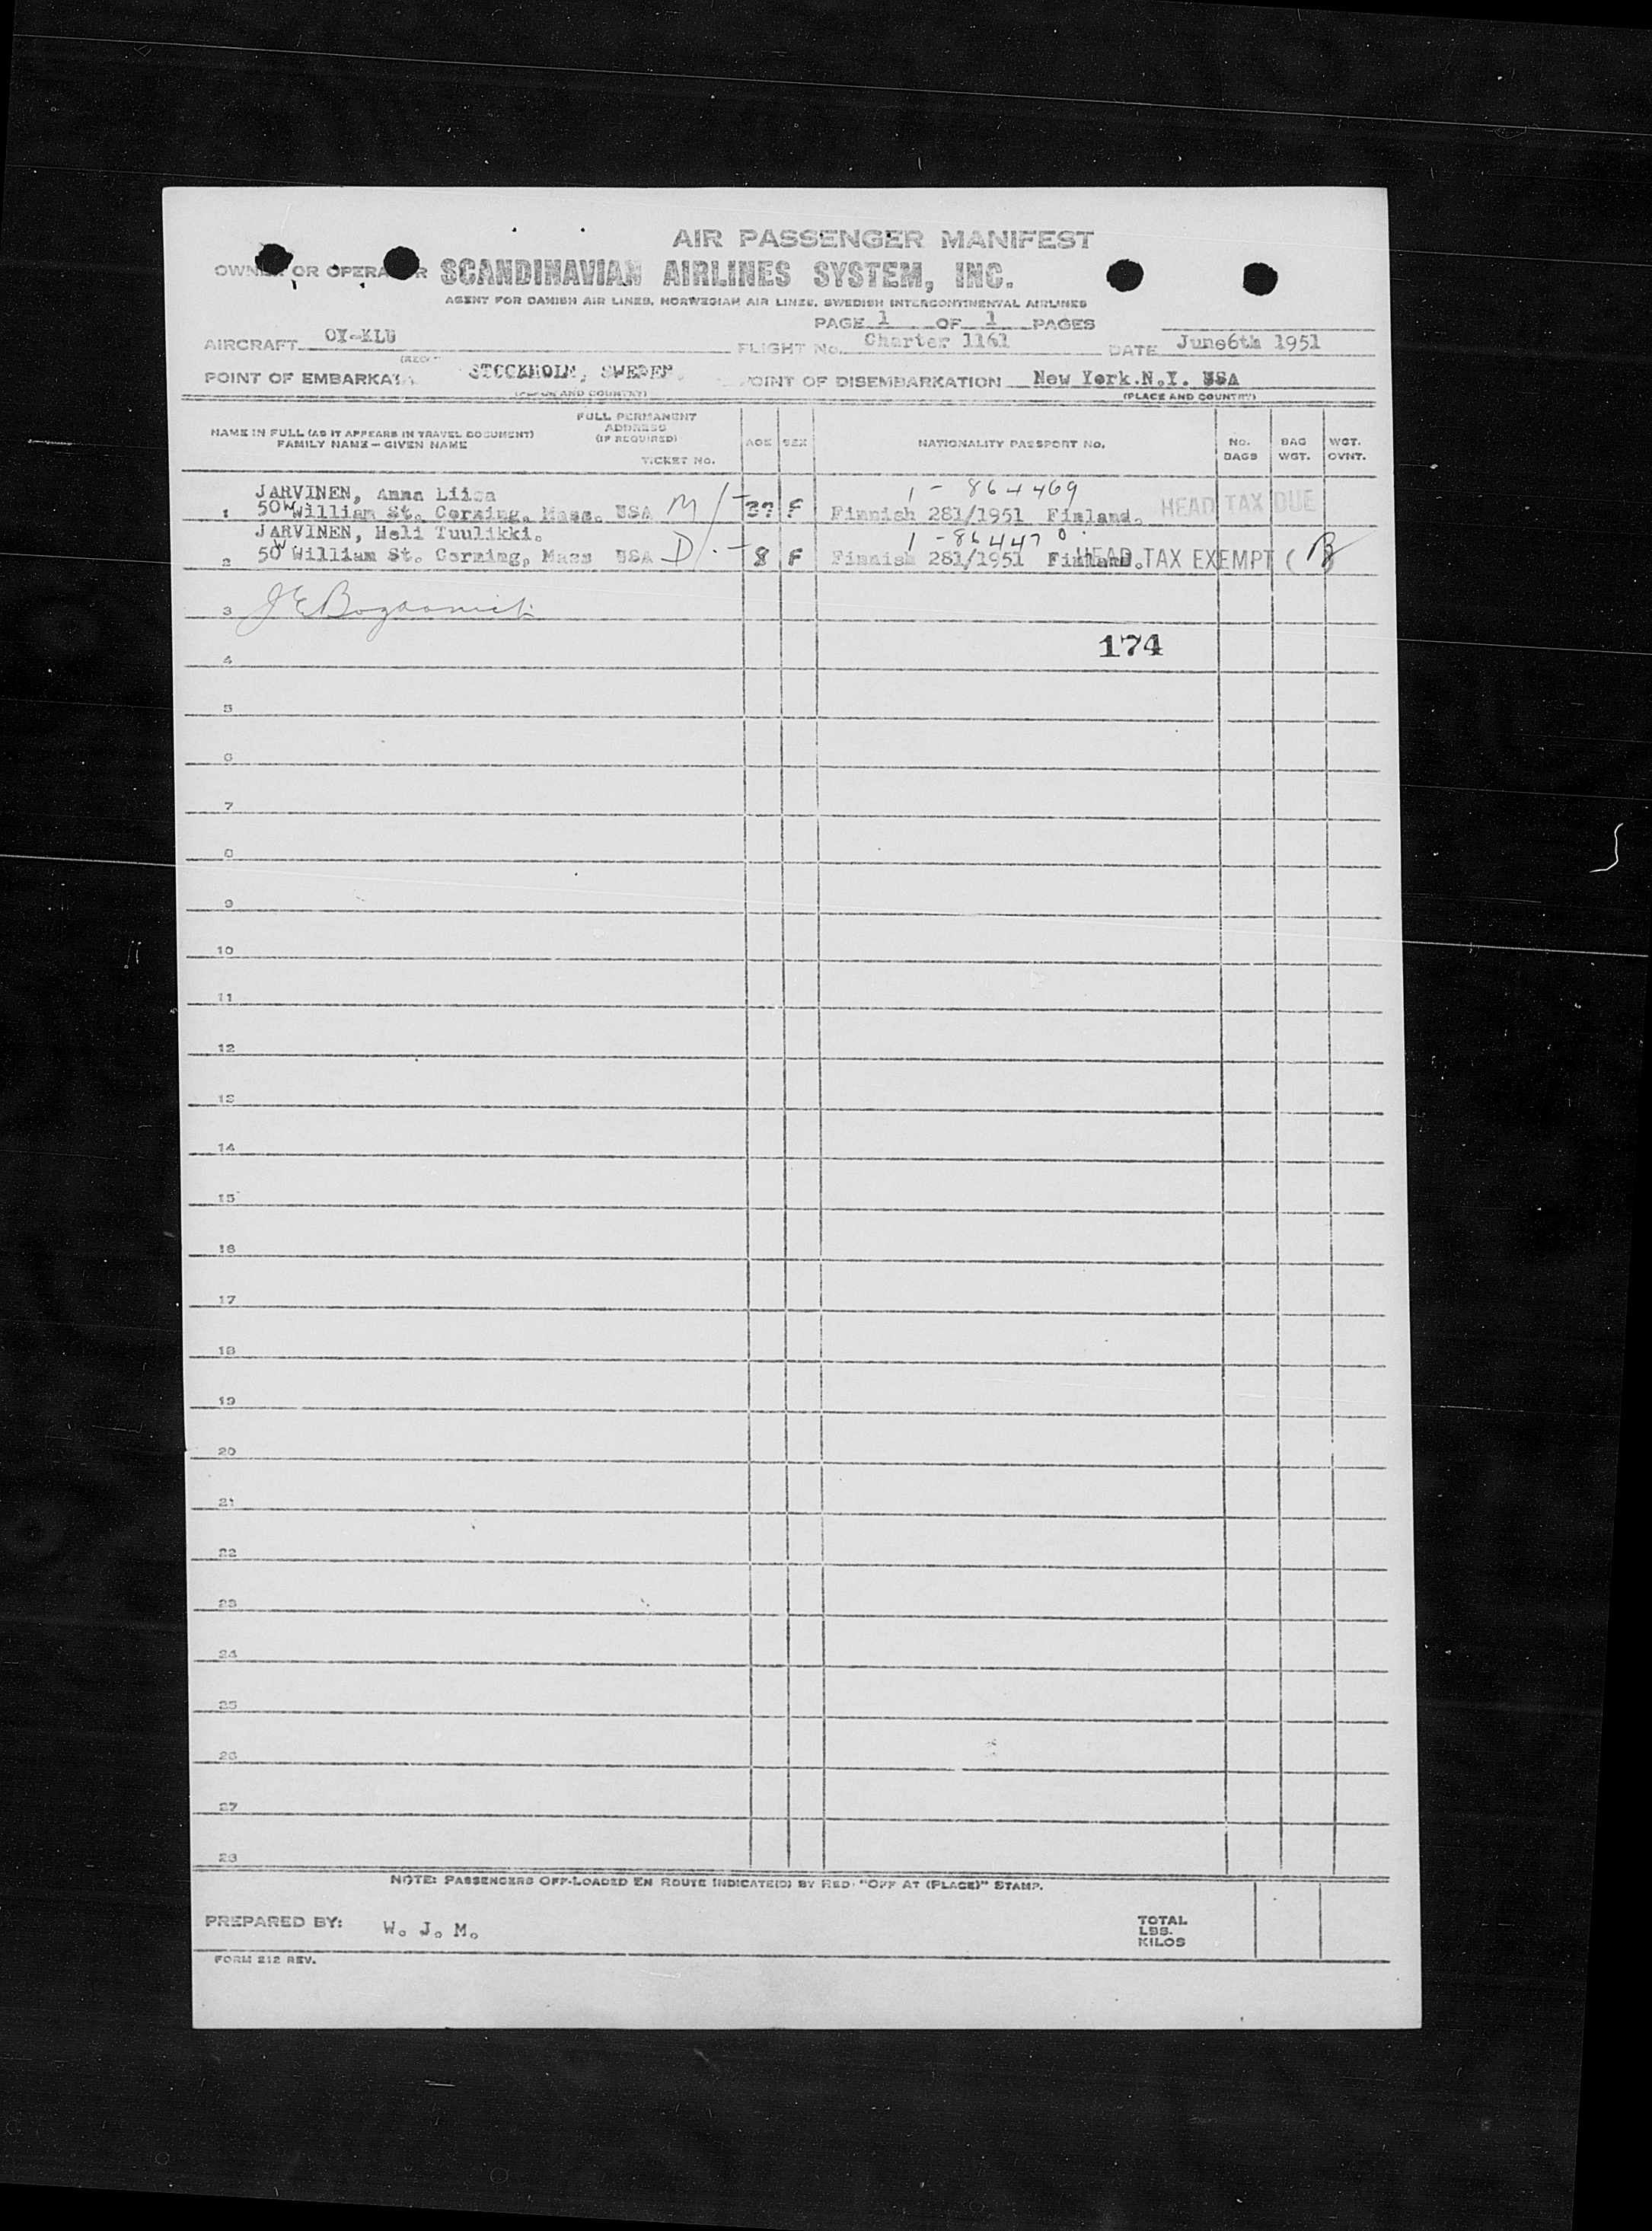 AIR PASSENGER MANIFEST
OWNER OR OPERATOR SCANDINAVIAN AIRLINES SYSTEM, INC.
AGENT FOR DANISH AIR LINES, NORWEGIAN AIR LINES, SWEDISH INTERCONTINENTAL AIRLINES
PAGE 1 OF 1 PAGES
AIRCRAFT OY-KLU FLIGHT No. Charter 1161 DATE June6th 1951
POINT OF EMBARKA STOCKHOLM, SWEDEN. POINT OF DISEMBARKATION New York.N.Y. USA
(PLACE AND COUNTRY)
NAME IN FULL (AS IT APPEARS IN TRAVEL DOCUMENT)
FAMILY NAME - GIVEN NAME
FULL PERMANENT
ADDRESS
(IF REQUIRED)
TICKET No.
AGE SEX NATIONALITY PASSPORT No. No. BAGS BAG WGT. WGT. OVNT.
JARVINEN, Anna Liisa 1 - 864469
1 50 W William St. Corning, Mass. USA M / - 37 F Finnish 281/1951 Finland. HEAD TAX DUE
JARVINEN, Heli Tuulikki. 1 - 864470
2 50 W William St. Corning, Mass USA D / - 8 F Finnish 281/1951 Finland. HEAD TAX EXEMPT (
3
174
4
5
6
7
8
9
10
11
12
13
14
15
16
17
18
19
20
21
22
23
24
25
26
27
28
NOTE: PASSENGERS OFF-LOADED EN ROUTE INDICATE(D) BY RED "OFF AT (PLACE)" STAMP.
PREPARED BY: W. J. M. TOTAL
LBS.
KILOS
FORM 212 REV.